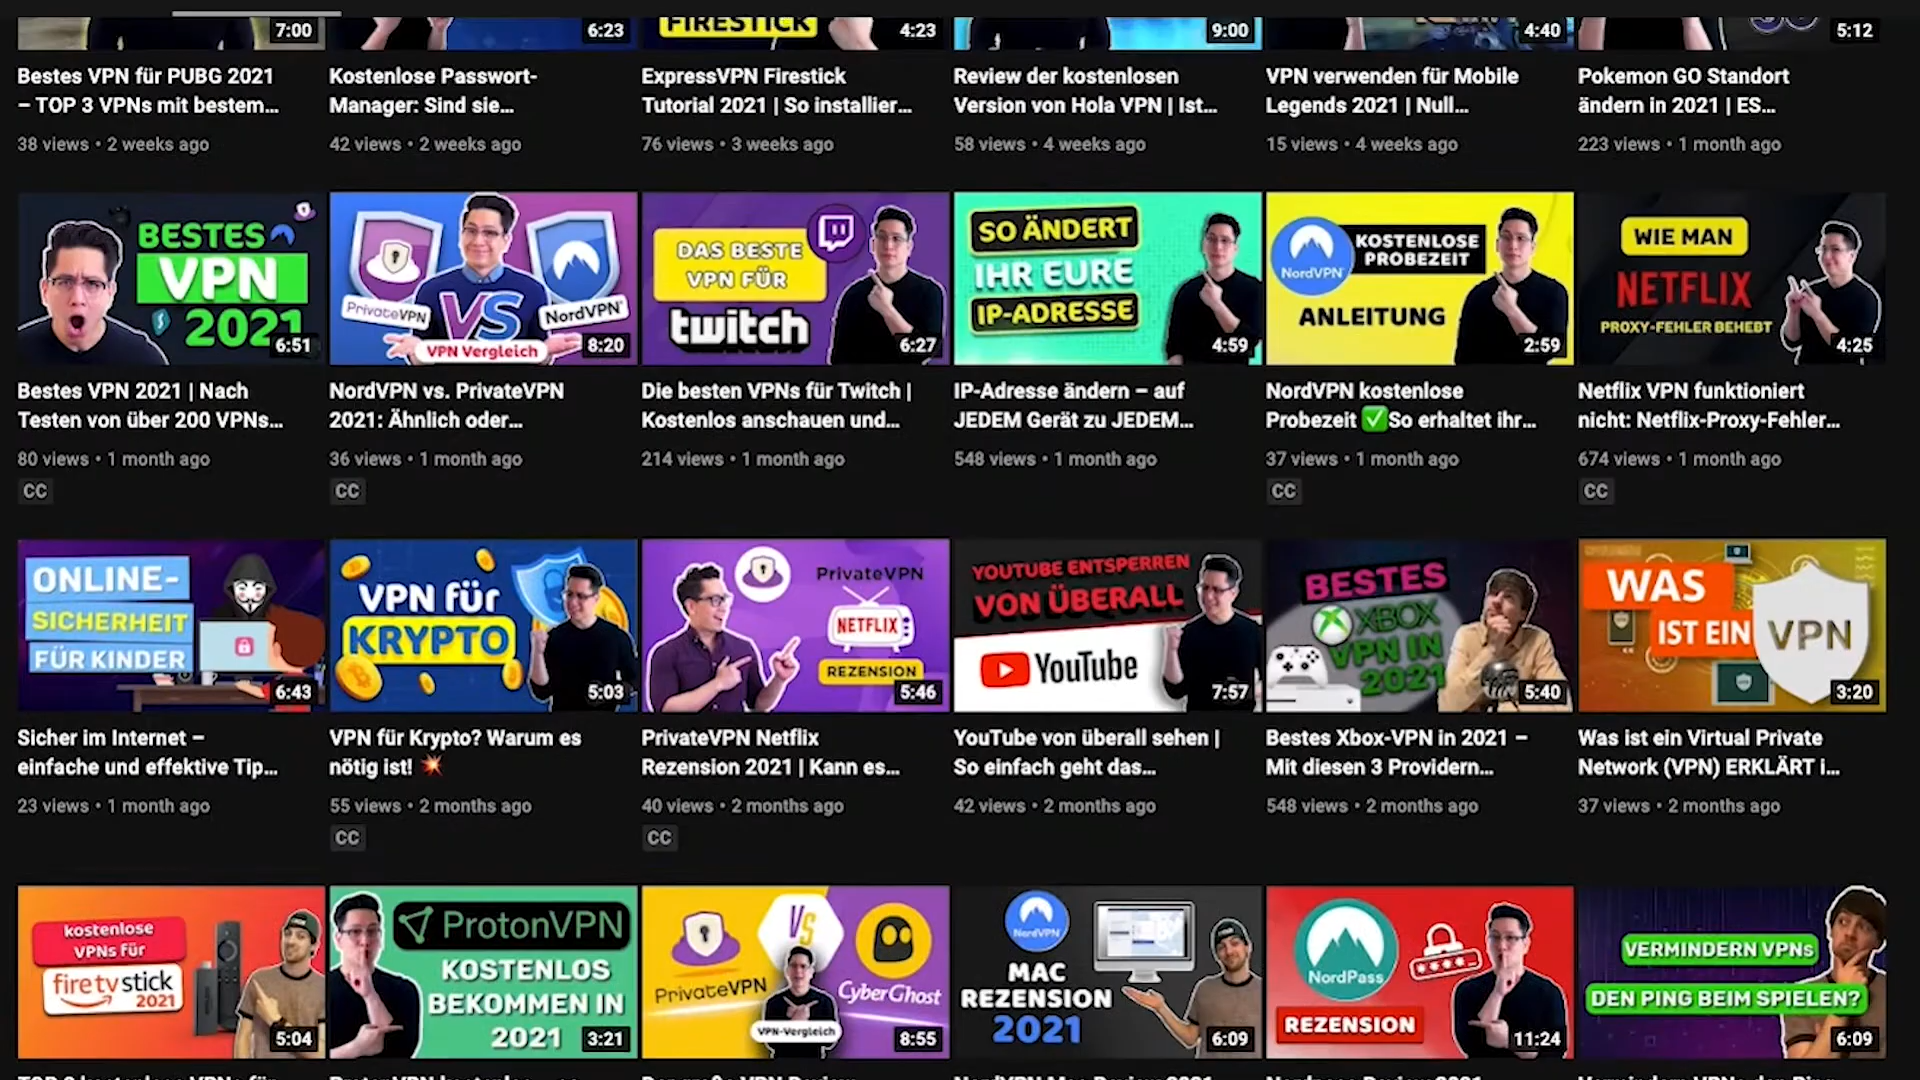 FIRESTICK
7:00
6:23
4:23
9:00
4:40
5:12
Bestes VPN für PUBG 2021
– TOP 3 VPNs mit bestem...
38 views • 2 weeks ago
Kostenlose Passwort-
Manager: Sind sie...
42 views • 2 weeks ago
ExpressVPN Firestick
Tutorial 2021 | So installier...
76 views • 3 weeks ago
Review der kostenlosen
Version von Hola VPN | Ist...
58 views • 4 weeks ago
VPN verwenden für Mobile
Legends 2021 | Null...
15 views • 4 weeks ago
Pokemon GO Standort
ändern in 2021 | ES...
223 views • 1 month ago
BESTES
VPN
2021
6:51
PrivateVPN
VS
NordVPN
VPN Vergleich
8:20
DAS BESTE
VPN FÜR
twitch
6:27
SO ÄNDERT
IHR EURE
IP-ADRESSE
4:59
NordVPN
KOSTENLOSE
PROBEZEIT
ANLEITUNG
2:59
WIE MAN
NETFLIX
PROXY-FEHLER BEHEBT
4:25
Bestes VPN 2021 | Nach
Testen von über 200 VPNs...
80 views • 1 month ago
CC
NordVPN vs. PrivateVPN
2021: Ähnlich oder...
36 views • 1 month ago
CC
Die besten VPNs für Twitch |
Kostenlos anschauen und...
214 views • 1 month ago
IP-Adresse ändern – auf
JEDEM Gerät zu JEDEM...
548 views • 1 month ago
NordVPN kostenlose
Probezeit ✅So erhaltet ihr...
37 views • 1 month ago
CC
Netflix VPN funktioniert
nicht: Netflix-Proxy-Fehler...
674 views • 1 month ago
CC
ONLINE-
SICHERHEIT
FÜR KINDER
6:43
VPN für
KRYPTO
5:03
PrivateVPN
NETFLIX
REZENSION
5:46
YOUTUBE ENTSPERREN
VON ÜBERALL
YouTube
7:57
BESTES
XBOX
VPN IN
2021
5:40
WAS
IST EIN
VPN
3:20
Sicher im Internet –
einfache und effektive Tip...
23 views • 1 month ago
VPN für Krypto? Warum es
nötig ist! 💥
55 views • 2 months ago
CC
PrivateVPN Netflix
Rezension 2021 | Kann es...
40 views • 2 months ago
CC
YouTube von überall sehen |
So einfach geht das...
42 views • 2 months ago
Bestes Xbox-VPN in 2021 –
Mit diesen 3 Providern...
548 views • 2 months ago
Was ist ein Virtual Private
Network (VPN) ERKLÄRT i...
37 views • 2 months ago
kostenlose
VPNs für
fire tv stick
2021
5:04
ProtonVPN
KOSTENLOS
BEKOMMEN IN
2021
3:21
VS
PrivateVPN
CyberGhost
VPN-Vergleich
8:55
NordVPN
MAC
REZENSION
2021
6:09
NordPass
REZENSION
11:24
VERMINDERN VPNs
DEN PING BEIM SPIELEN?
6:09